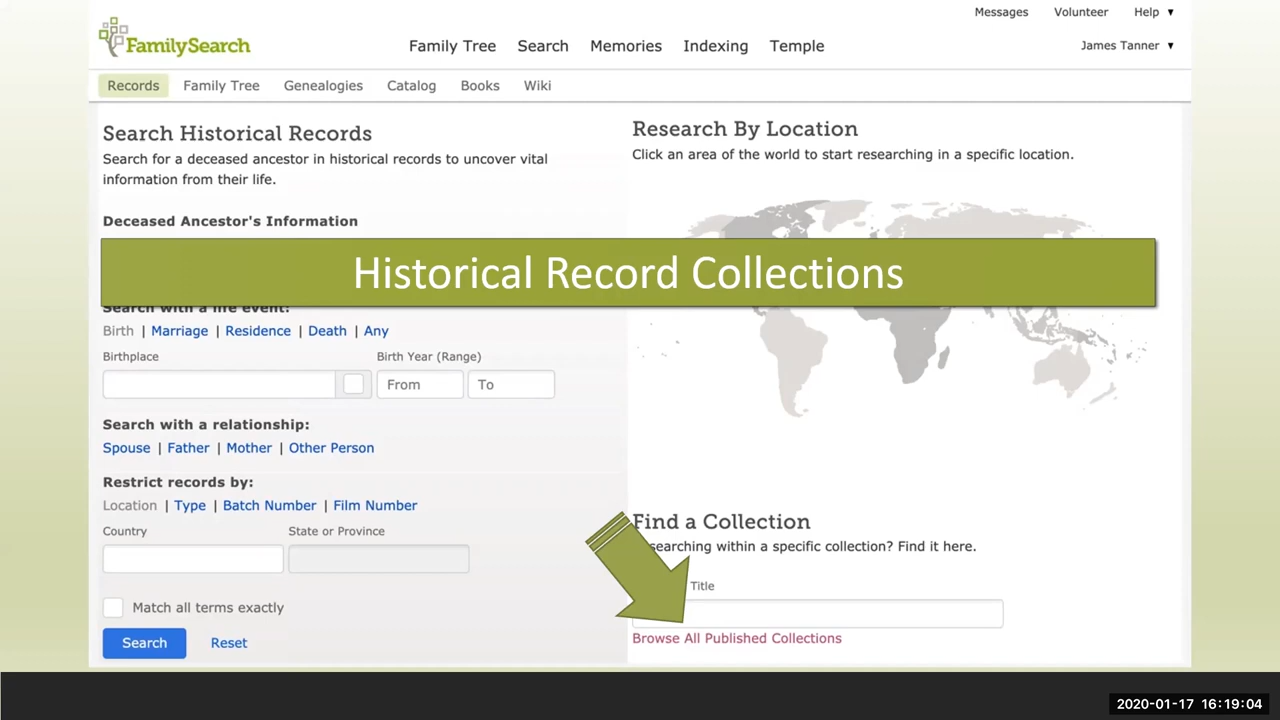 Messages Volunteer Help ▼
FamilySearch
Family Tree Search Memories Indexing Temple
James Tanner ▼
Records Family Tree Genealogies Catalog Books Wiki
Search Historical Records
Search for a deceased ancestor in historical records to uncover vital
information from their life.
Deceased Ancestor's Information
Research By Location
Click an area of the world to start researching in a specific location.
Historical Record Collections
Search with a life event:
Birth | Marriage | Residence | Death | Any
Birthplace Birth Year (Range)
From To
Search with a relationship:
Spouse | Father | Mother | Other Person
Restrict records by:
Location | Type | Batch Number | Film Number
Country State or Province
Match all terms exactly
Search Reset
Find a Collection
searching within a specific collection? Find it here.
Title
Browse All Published Collections
2020-01-17 16:19:04